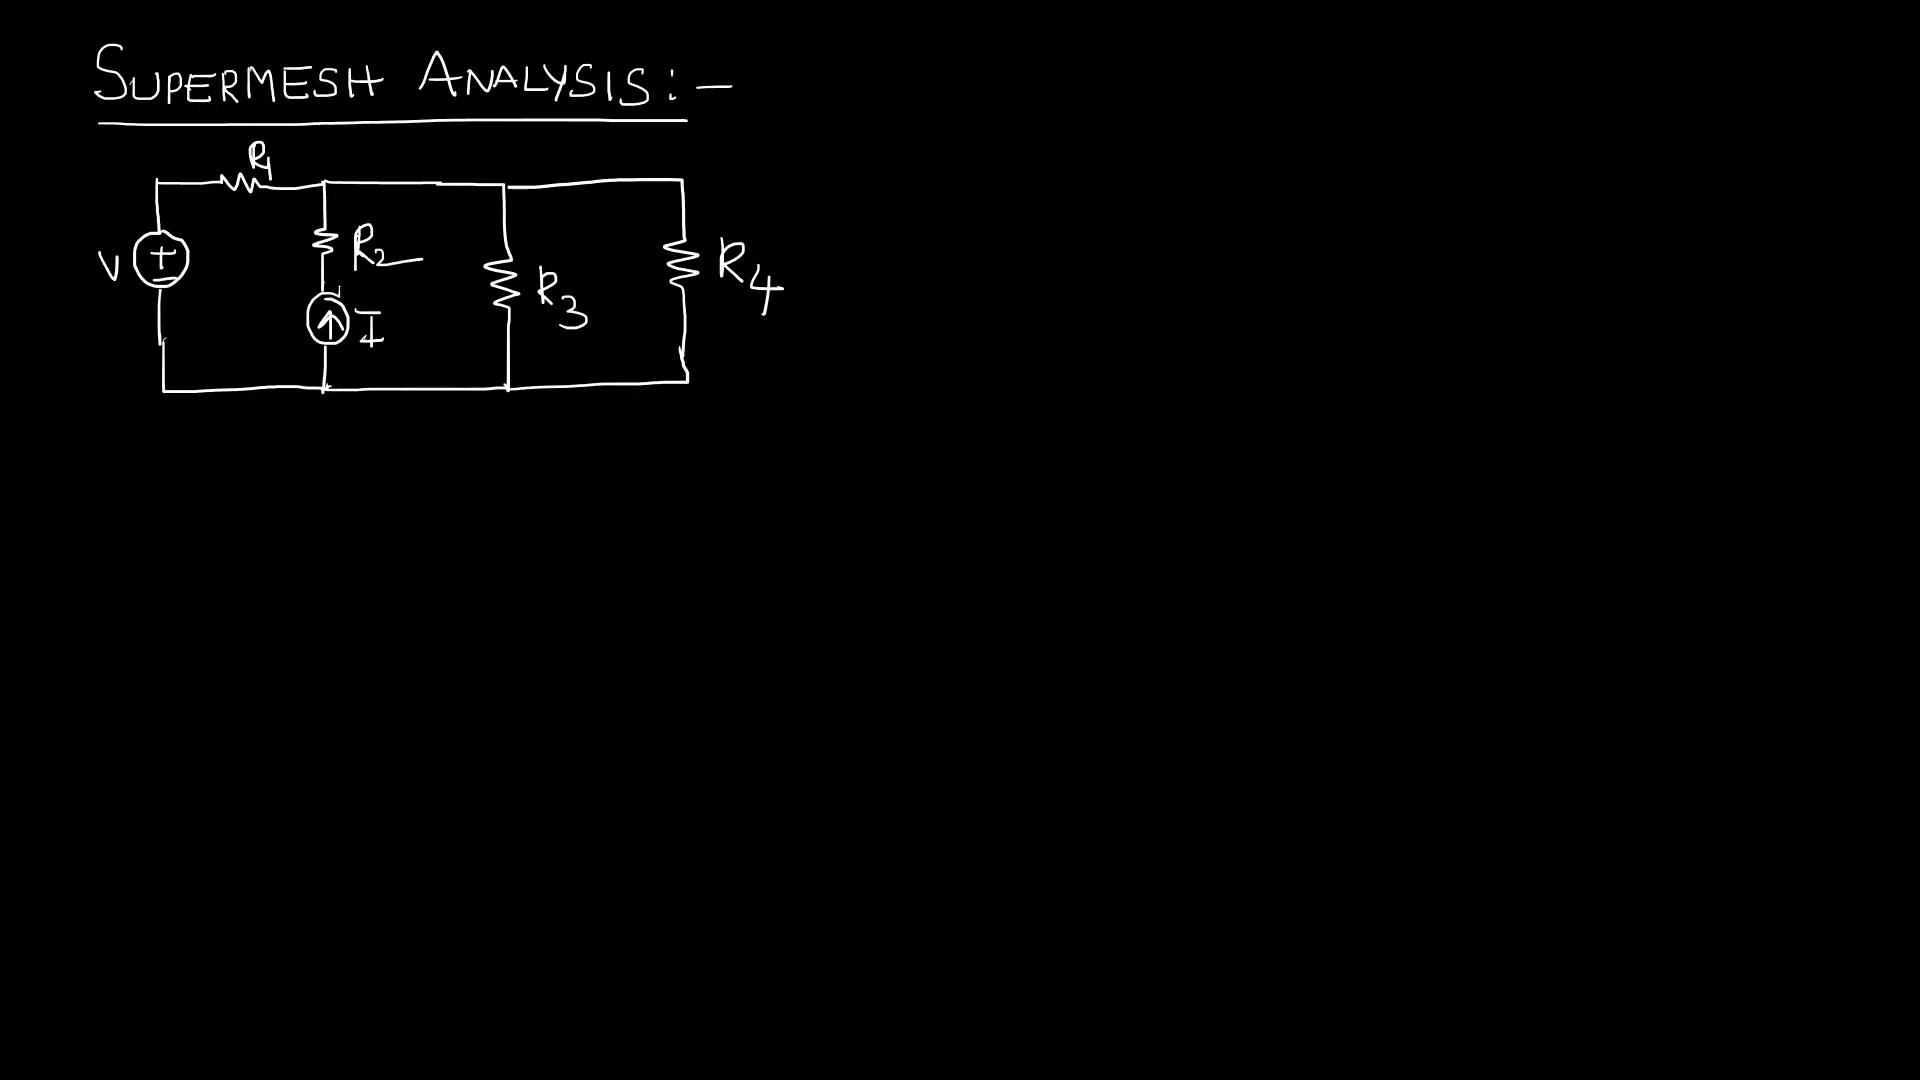 SUPERMESH ANALYSIS:-
R1
V + -
R2
I
R3
R4